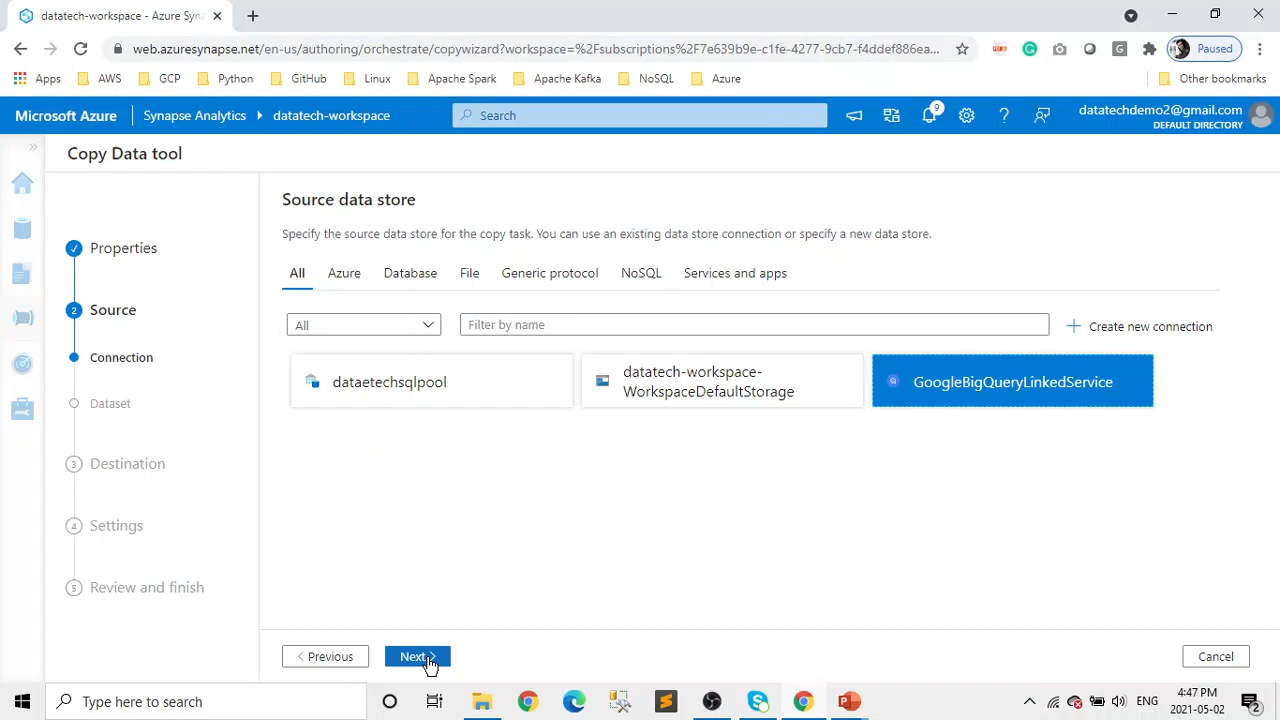 datatech-workspace - Azure Syna
web.azuresynapse.net/en-us/authoring/orchestrate/copywizard?workspace=%2Fsubscriptions%2F7e639b9e-c1fe-4277-9cb7-f4ddef886ea...
Paused
Apps AWS GCP Python GitHub Linux Apache Spark Apache Kafka NoSQL Azure Other bookmarks
Microsoft Azure Synapse Analytics datatech-workspace Search 9 datatechdemo2@gmail.com
DEFAULT DIRECTORY
Copy Data tool
Properties
2 Source
Connection
Dataset
3 Destination
4 Settings
5 Review and finish
Source data store
Specify the source data store for the copy task. You can use an existing data store connection or specify a new data store.
All Azure Database File Generic protocol NoSQL Services and apps
All Filter by name Create new connection
dataetechsqlpool
datatech-workspace-
WorkspaceDefaultStorage
GoogleBigQueryLinkedService
Previous Next Cancel
Type here to search
ENG
4:47 PM
2021-05-02
2